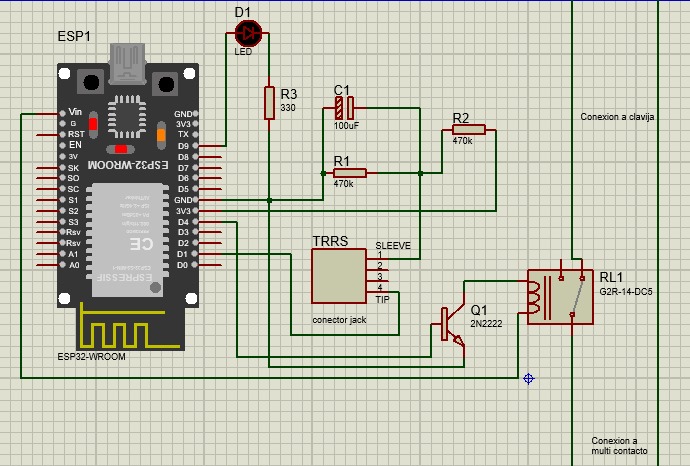 ESP1
D1
LED
R3
330
C1
100uF
R2
470k
R1
470k
Conexion a clavija
Vin
G
RST
EN
3V
SK
SO
SC
S1
S2
S3
Rsv
Rsv
A1
A0
GND
3V3
TX
D9
D8
D7
D6
D5
GND
3V3
D4
D3
D2
D1
D0
ESP32-WROOM
CE
ESPRESSIF
ESP32-WROOM
TRRS
SLEEVE
1
2
3
4
TIP
conector jack
Q1
2N2222
RL1
G2R-14-DC5
Conexion a
multi contacto